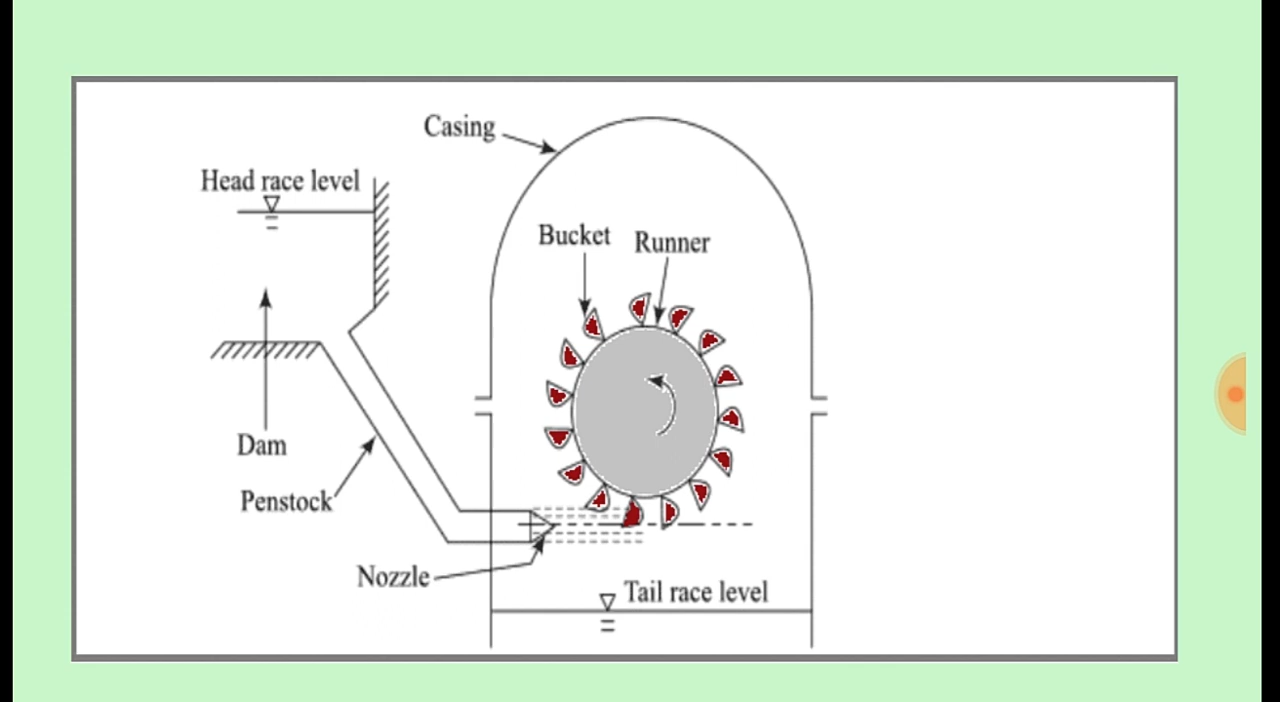 Casing
Head race level
Bucket
Runner
Dam
Penstock
Nozzle
Tail race level